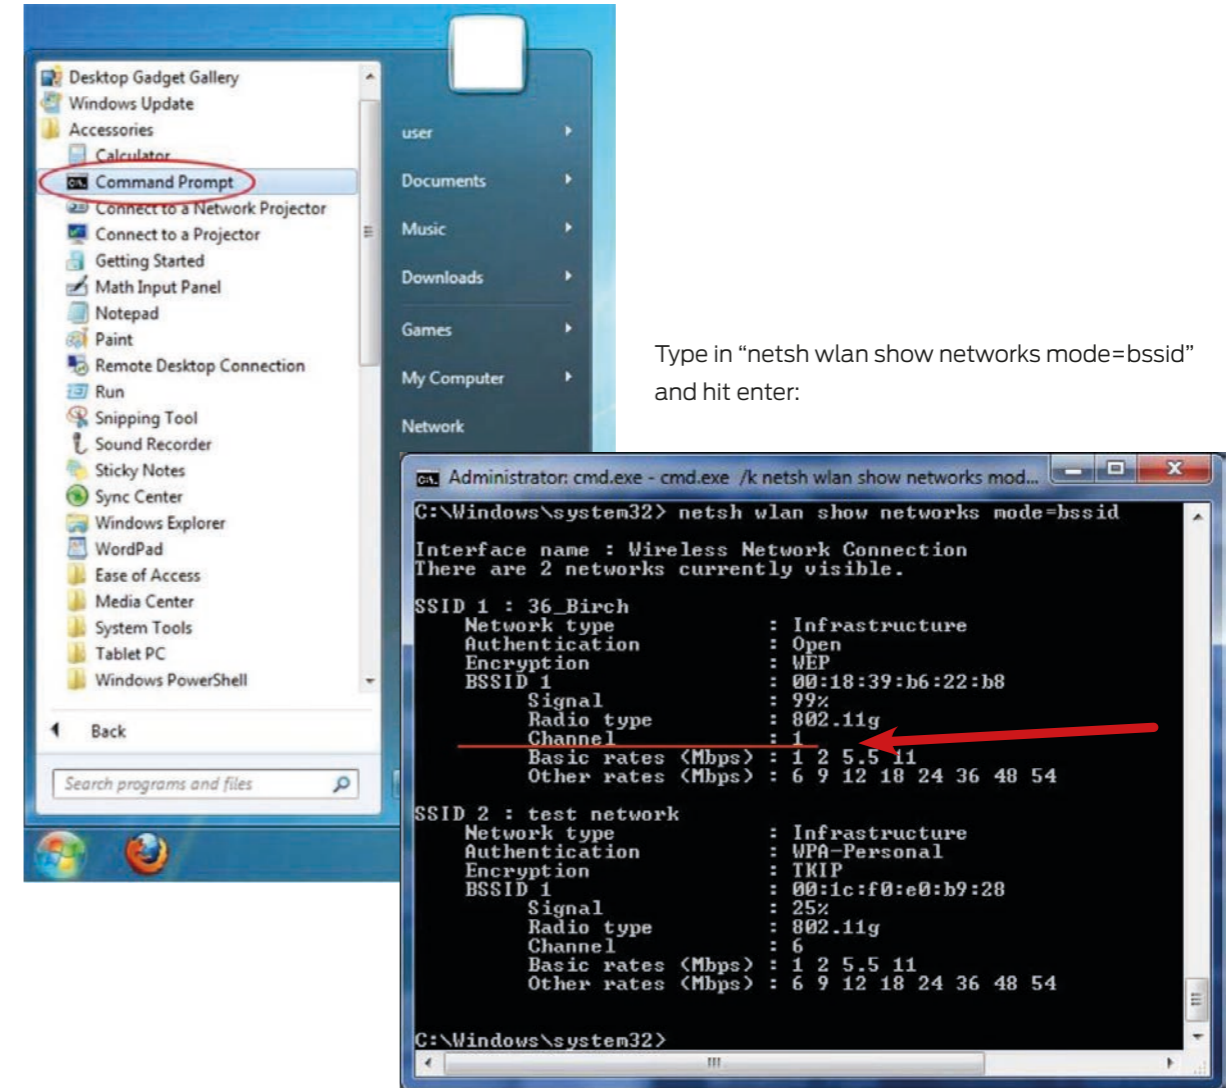 Desktop Gadget Gallery
Windows Update
Accessories
Calculator
Command Prompt
Connect to a Network Projector
Connect to a Projector
Getting Started
Math Input Panel
Notepad
Paint
Remote Desktop Connection
Run
Snipping Tool
Sound Recorder
Sticky Notes
Sync Center
Windows Explorer
WordPad
Ease of Access
Media Center
System Tools
Tablet PC
Windows PowerShell
Back
Search programs and files
user
Documents
Music
Downloads
Games
My Computer
Network
Type in “netsh wlan show networks mode=bssid”
and hit enter:
Administrator: cmd.exe - cmd.exe /k netsh wlan show networks mod...
C:\Windows\system32> netsh wlan show networks mode=bssid
Interface name : Wireless Network Connection
There are 2 networks currently visible.
SSID 1 : 36_Birch
Network type : Infrastructure
Authentication : Open
Encryption : WEP
BSSID 1 : 00:18:39:b6:22:b8
Signal : 99%
Radio type : 802.11g
Channel : 1
Basic rates (Mbps) : 1 2 5.5 11
Other rates (Mbps) : 6 9 12 18 24 36 48 54
SSID 2 : test network
Network type : Infrastructure
Authentication : WPA-Personal
Encryption : TKIP
BSSID 1 : 00:1c:f0:e0:b9:28
Signal : 25%
Radio type : 802.11g
Channel : 6
Basic rates (Mbps) : 1 2 5.5 11
Other rates (Mbps) : 6 9 12 18 24 36 48 54
C:\Windows\system32>